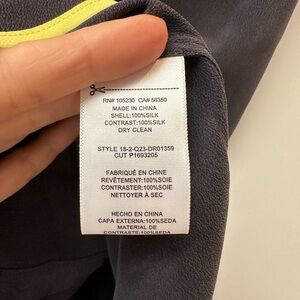 RN# 105230 CA# 58350
MADE IN CHINA
SHELL:100%SILK
CONTRAST:100%SILK
DRY CLEAN
STYLE 18-2-Q23-DR01359
CUT P1693205
FABRIQUÉ EN CHINE
REVÊTEMENT:100%SOIE
CONTRASTER:100%SOIE
NETTOYER À SEC
HECHO EN CHINA
CAPA EXTERNA:100%SEDA
MATERIAL DE
CONTRASTE:100%SEDA